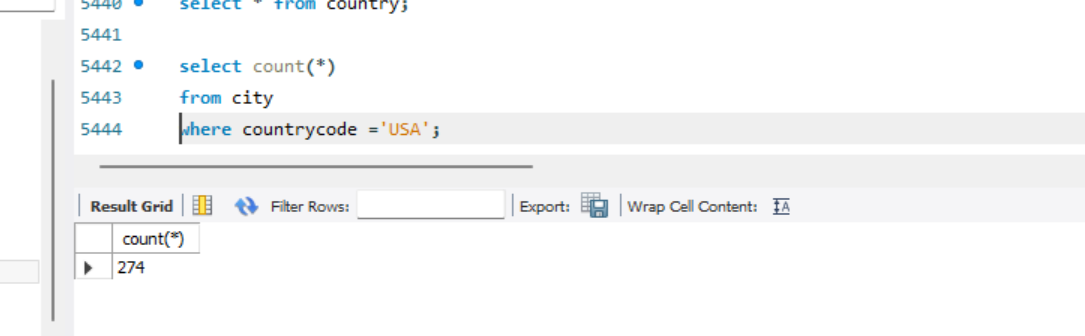 5440 select * from country;
5441
5442 select count(*)
5443 from city
5444 where countrycode ='USA';
Result Grid Filter Rows: Export: Wrap Cell Content: IA
count(*)
274